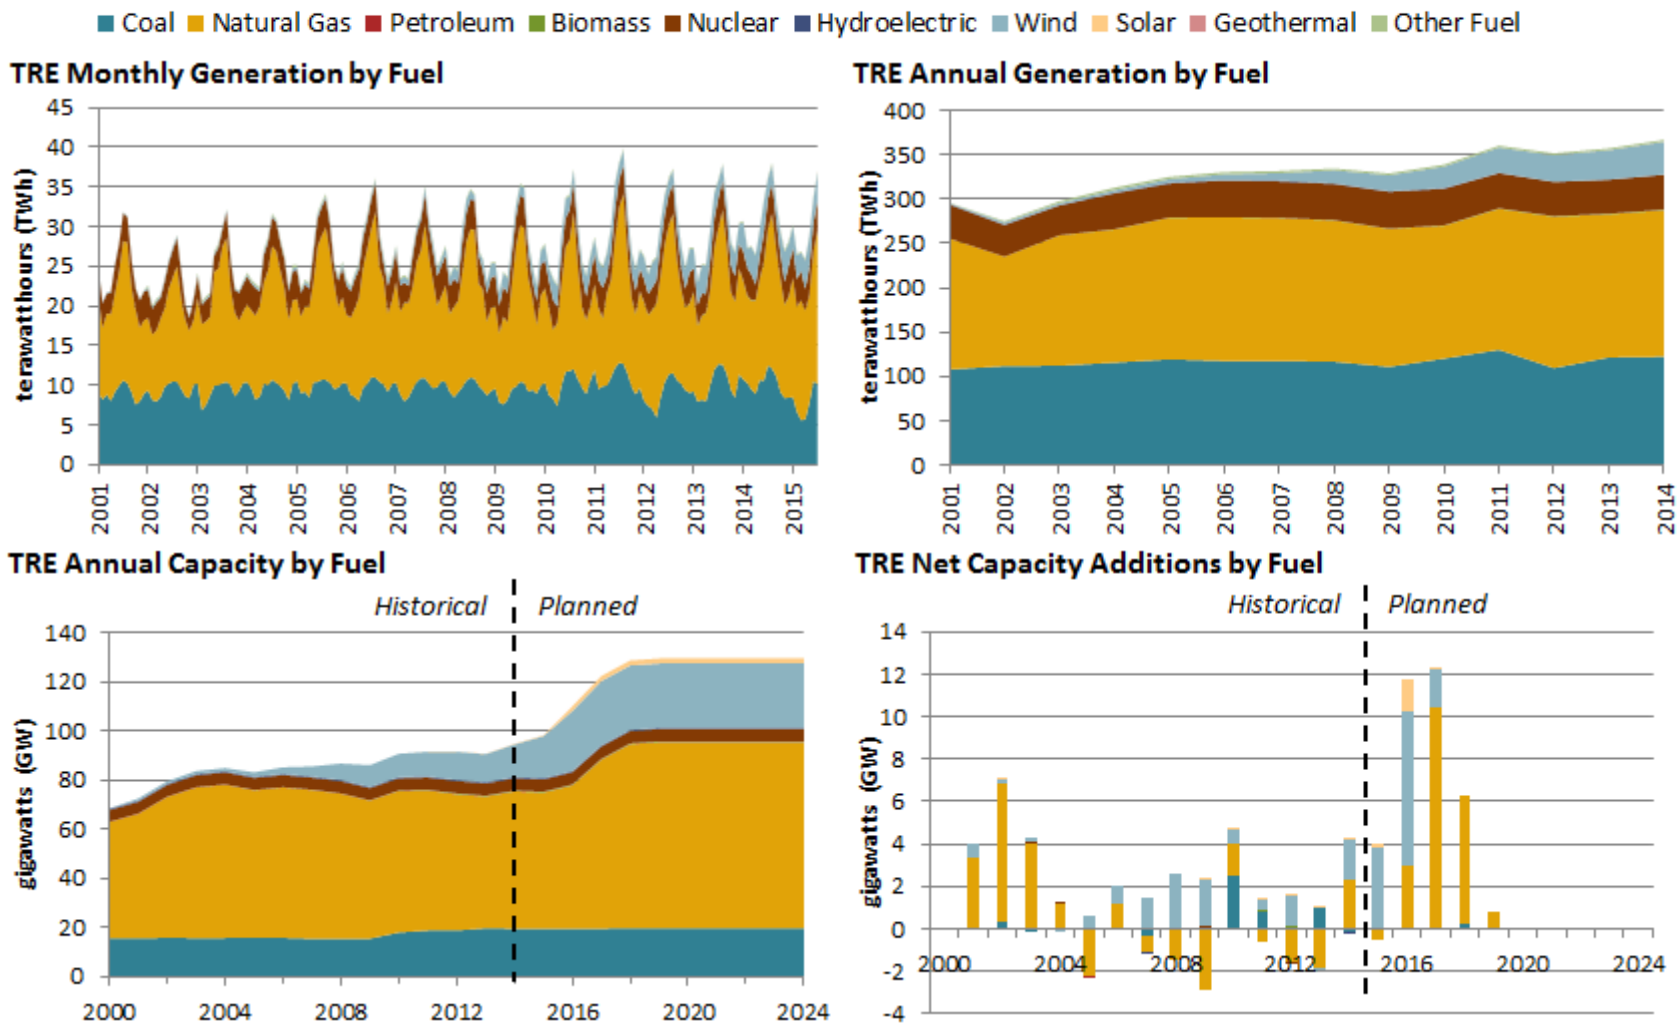 Coal Natural Gas Petroleum Biomass Nuclear Hydroelectric Wind Solar Geothermal Other Fuel
TRE Monthly Generation by Fuel
terawatthours (TWh)
45
40
35
30
25
20
15
10
5
0
2001 2002 2003 2004 2005 2006 2007 2008 2009 2010 2011 2012 2013 2014 2015
TRE Annual Generation by Fuel
terawatthours (TWh)
400
350
300
250
200
150
100
50
0
2001 2002 2003 2004 2005 2006 2007 2008 2009 2010 2011 2012 2013 2014
TRE Annual Capacity by Fuel
Historical Planned
gigawatts (GW)
140
120
100
80
60
40
20
0
2000 2004 2008 2012 2016 2020 2024
TRE Net Capacity Additions by Fuel
Historical Planned
gigawatts (GW)
14
12
10
8
6
4
2
0
-2
-4
2000 2004 2008 2012 2016 2020 2024